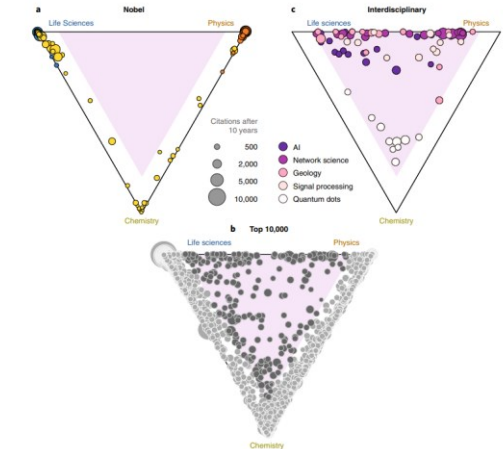 a
Nobel
Life Sciences
Physics
Chemistry
Citations after
10 years
500
2,000
5,000
10,000
c
Interdisciplinary
Life sciences
Physics
AI
Network science
Geology
Signal processing
Quantum dots
Chemistry
b
Top 10,000
Life sciences
Physics
Chemistry